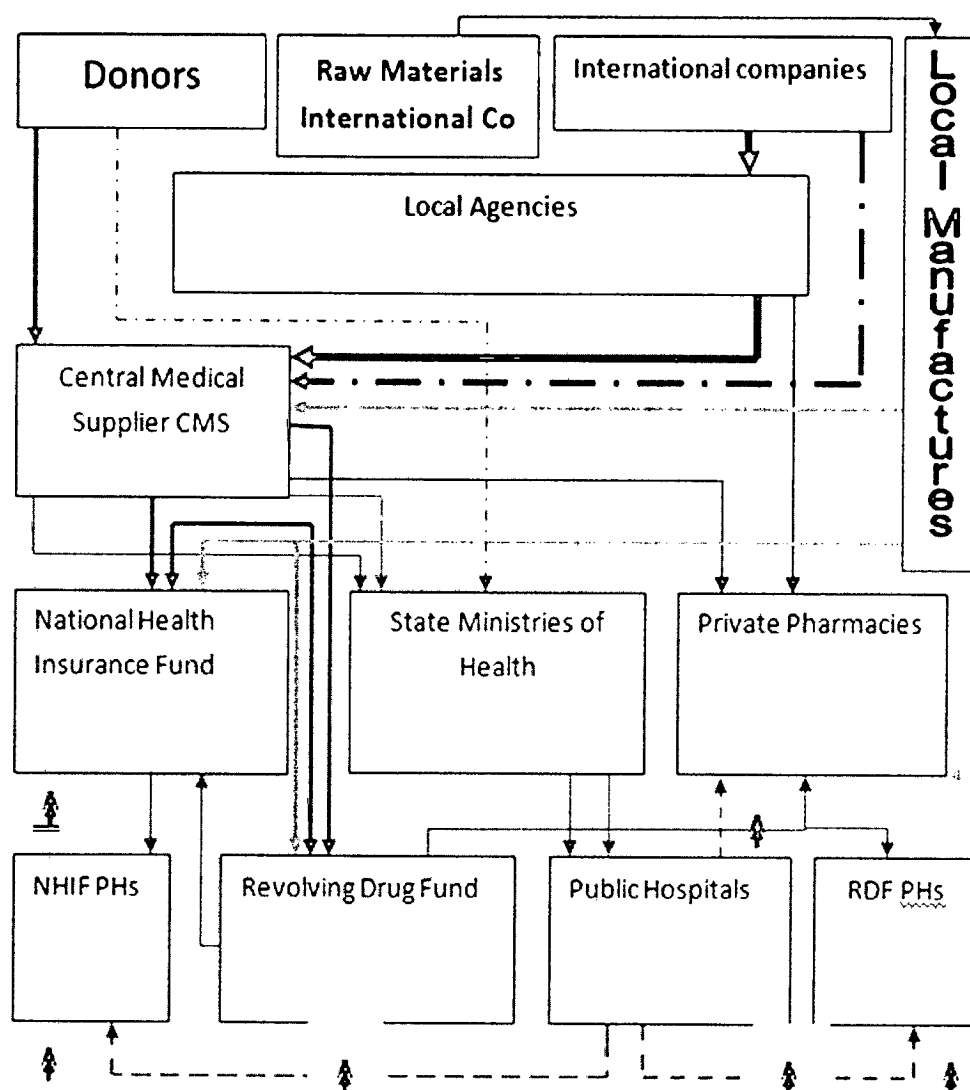 Donors
Raw Materials
International Co
International companies
Local Manufactures
Local Agencies
Central Medical
Supplier CMS
National Health
Insurance Fund
State Ministries of
Health
Private Pharmacies
NHIF PHs
Revolving Drug Fund
Public Hospitals
RDF PHs